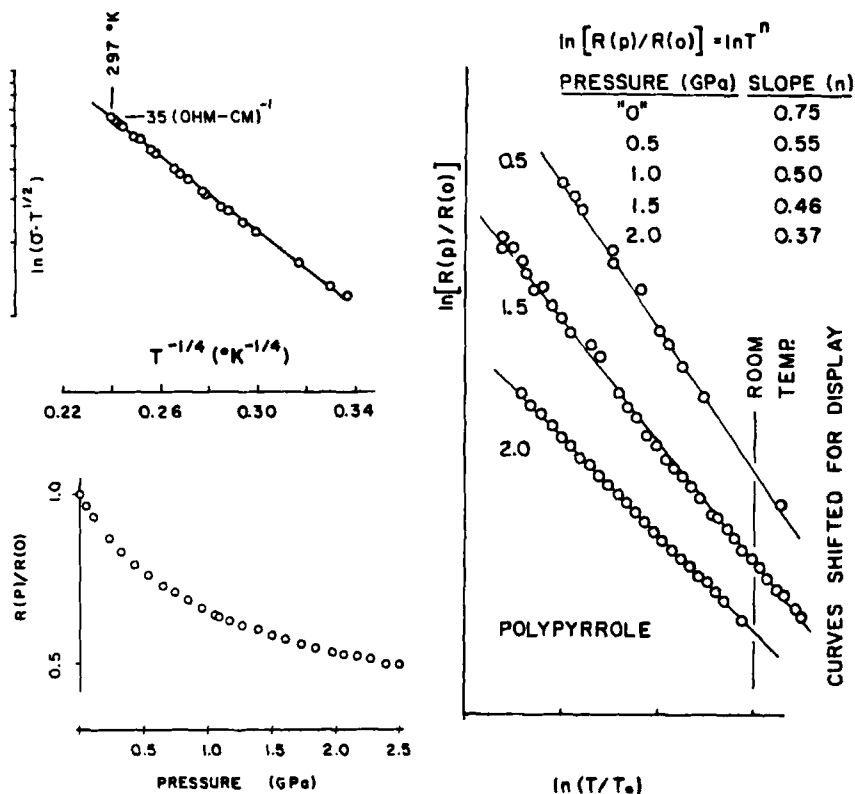 297 °K
35 (OHM-CM)⁻¹
ln(σ·T^1/2)
T^-1/4 (°K^-1/4)
0.22 0.26 0.30 0.34
R(P)/R(O)
1.0
0.5
0.5 1.0 1.5 2.0 2.5
PRESSURE (GPa)
ln[R(p)/R(o)] = lnT^n
PRESSURE (GPa) SLOPE (n)
"O" 0.75
0.5 0.55
1.0 0.50
1.5 0.46
2.0 0.37
ln[R(p)/R(o)]
0.5
1.5
2.0
ROOM
TEMP.
CURVES SHIFTED FOR DISPLAY
POLYPYRROLE
ln(T/T₀)